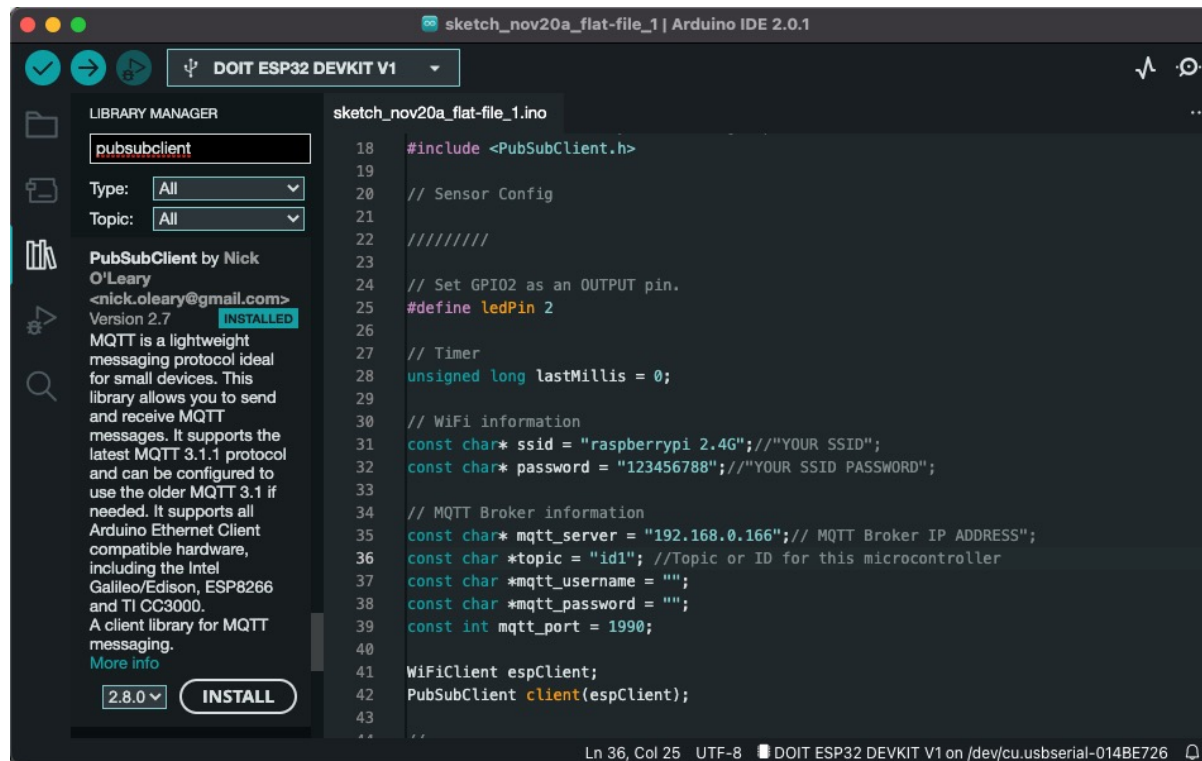 sketch_nov20a_flat-file_1 | Arduino IDE 2.0.1
DOIT ESP32 DEVKIT V1
LIBRARY MANAGER
pubsubclient
Type: All
Topic: All
PubSubClient by Nick
O'Leary
<nick.oleary@gmail.com>
Version 2.7 INSTALLED
MQTT is a lightweight
messaging protocol ideal
for small devices. This
library allows you to send
and receive MQTT
messages. It supports the
latest MQTT 3.1.1 protocol
and can be configured to
use the older MQTT 3.1 if
needed. It supports all
Arduino Ethernet Client
compatible hardware,
including the Intel
Galileo/Edison, ESP8266
and TI CC3000.
A client library for MQTT
messaging.
More info
2.8.0 INSTALL
sketch_nov20a_flat-file_1.ino
18 #include <PubSubClient.h>
19
20 // Sensor Config
21
22 /////////
23
24 // Set GPIO2 as an OUTPUT pin.
25 #define ledPin 2
26
27 // Timer
28 unsigned long lastMillis = 0;
29
30 // WiFi information
31 const char* ssid = "raspberrypi 2.4G";//"YOUR SSID";
32 const char* password = "123456788";//"YOUR SSID PASSWORD";
33
34 // MQTT Broker information
35 const char* mqtt_server = "192.168.0.166";// MQTT Broker IP ADDRESS";
36 const char *topic = "id1"; //Topic or ID for this microcontroller
37 const char *mqtt_username = "";
38 const char *mqtt_password = "";
39 const int mqtt_port = 1990;
40
41 WiFiClient espClient;
42 PubSubClient client(espClient);
43
Ln 36, Col 25 UTF-8 DOIT ESP32 DEVKIT V1 on /dev/cu.usbserial-014BE726